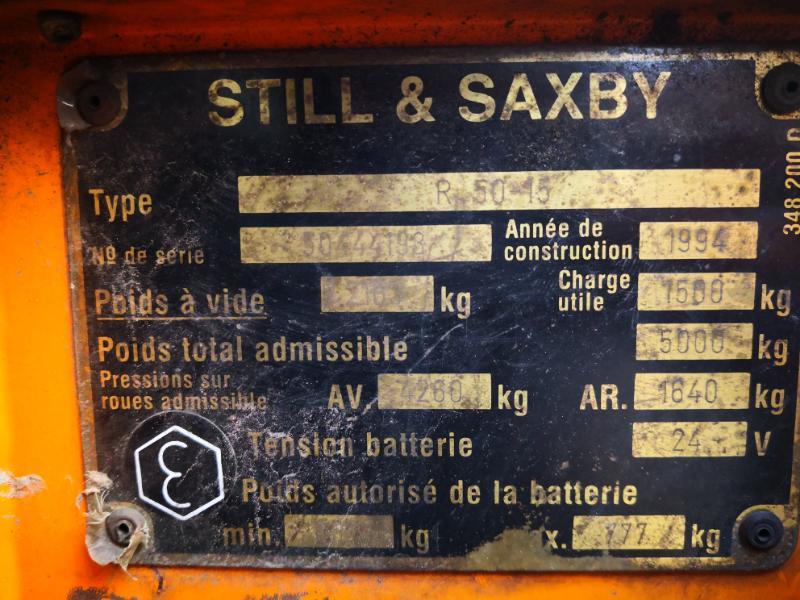 STILL & SAXBY
Type R 50-15
Nº de série 50444193 Année de construction 1994
Poids à vide kg Charge utile 1500 kg
Poids total admissible 5000 kg
Pressions sur roues admissible AV. 4260 kg AR. 1640 kg
Tension batterie 24 V
Poids autorisé de la batterie
min. kg x. 777 kg
348 200 D